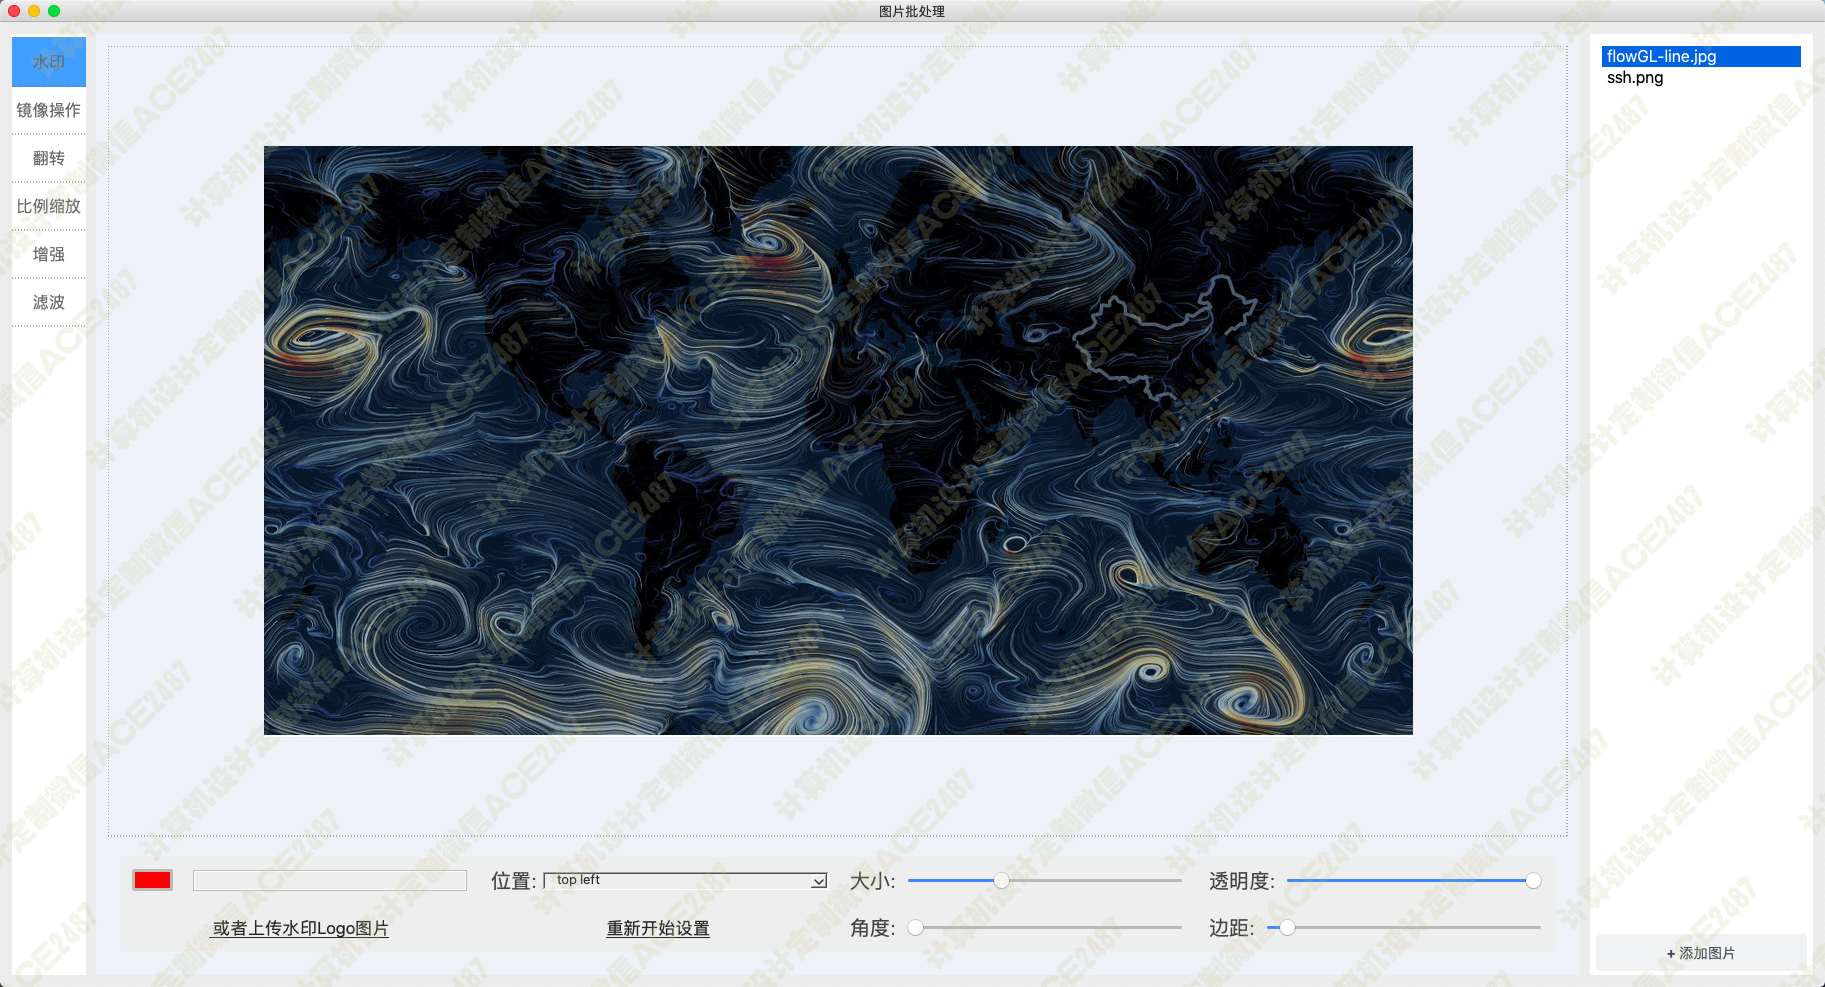 图片批处理
水印
镜像操作
翻转
比例缩放
增强
滤波
flowGL-line.jpg
ssh.png
位置: top left
大小:
透明度:
或者上传水印Logo图片
重新开始设置
角度:
边距:
+ 添加图片
计算机设计定制微信ACE2487